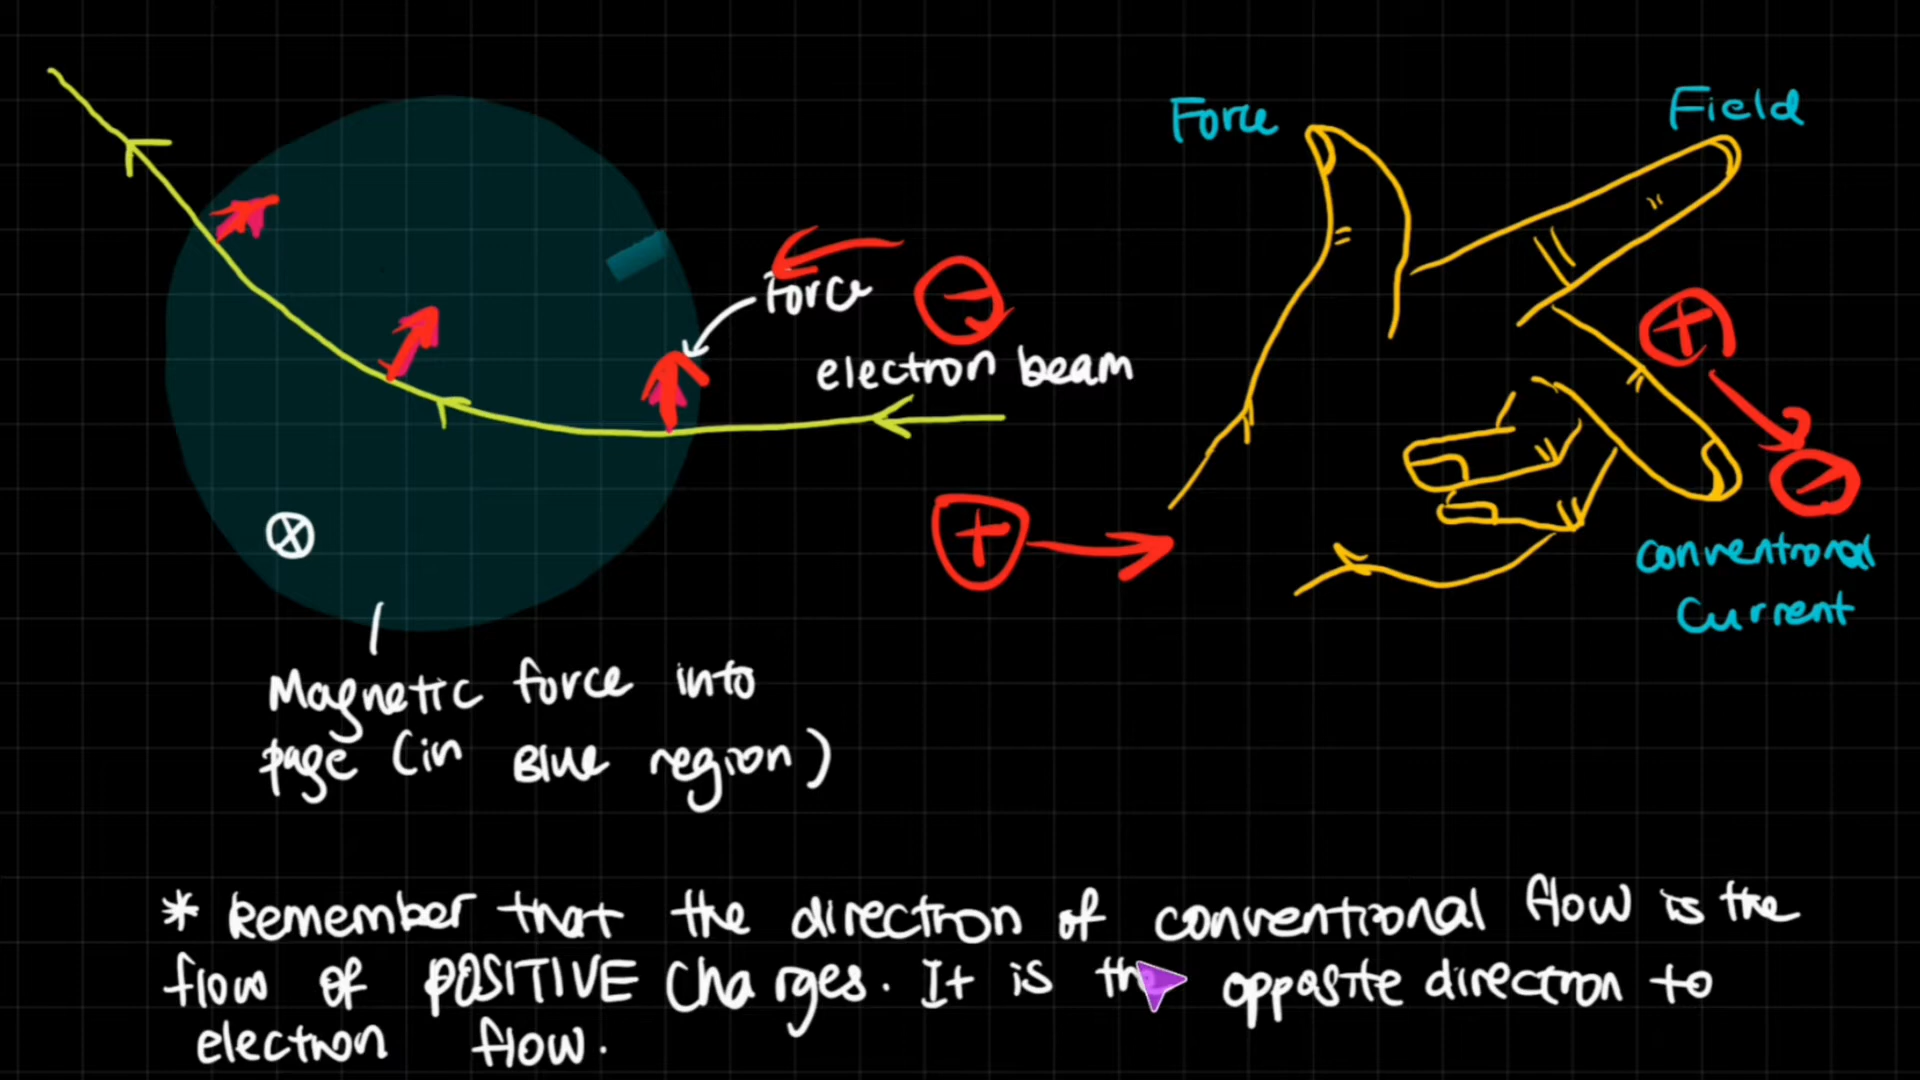 Force
Field
Force
electron beam
conventional
current
Magnetic force into
page (in Blue region)
* Remember that the direction of conventional flow is the
flow of POSITIVE charges. It is the opposite direction to
electron flow.